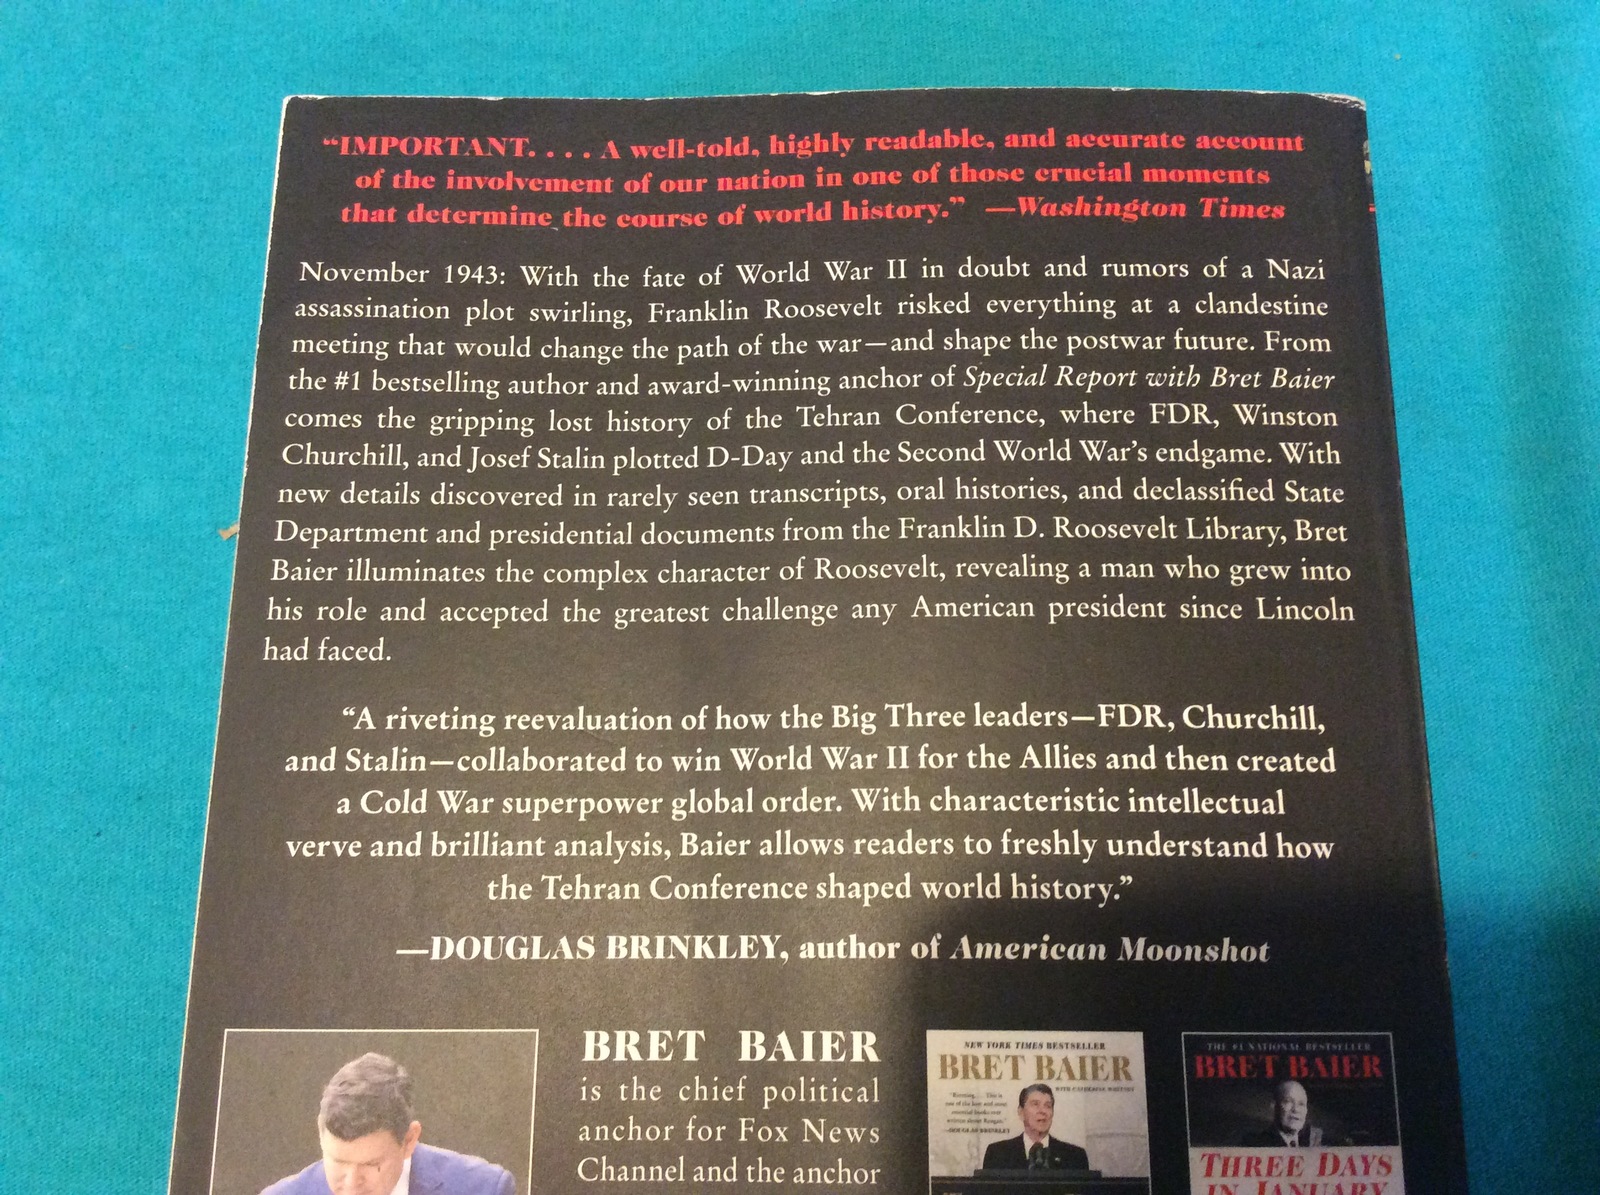 “IMPORTANT. . . . A well-told, highly readable, and accurate account
of the involvement of our nation in one of those crucial moments
that determine the course of world history.” —Washington Times
November 1943: With the fate of World War II in doubt and rumors of a Nazi
assassination plot swirling, Franklin Roosevelt risked everything at a clandestine
meeting that would change the path of the war—and shape the postwar future. From
the #1 bestselling author and award-winning anchor of Special Report with Bret Baier
comes the gripping lost history of the Tehran Conference, where FDR, Winston
Churchill, and Josef Stalin plotted D-Day and the Second World War’s endgame. With
new details discovered in rarely seen transcripts, oral histories, and declassified State
Department and presidential documents from the Franklin D. Roosevelt Library, Bret
Baier illuminates the complex character of Roosevelt, revealing a man who grew into
his role and accepted the greatest challenge any American president since Lincoln
had faced.
“A riveting reevaluation of how the Big Three leaders—FDR, Churchill,
and Stalin—collaborated to win World War II for the Allies and then created
a Cold War superpower global order. With characteristic intellectual
verve and brilliant analysis, Baier allows readers to freshly understand how
the Tehran Conference shaped world history.”
—DOUGLAS BRINKLEY, author of American Moonshot
BRET BAIER
is the chief political
anchor for Fox News
Channel and the anchor
NEW YORK TIMES BESTSELLER
BRET BAIER
WITH CATHERINE WHITNEY
—DOUGLAS BRINKLEY
THE #1 NATIONAL BESTSELLER
BRET BAIER
THREE DAYS
IN JANUARY